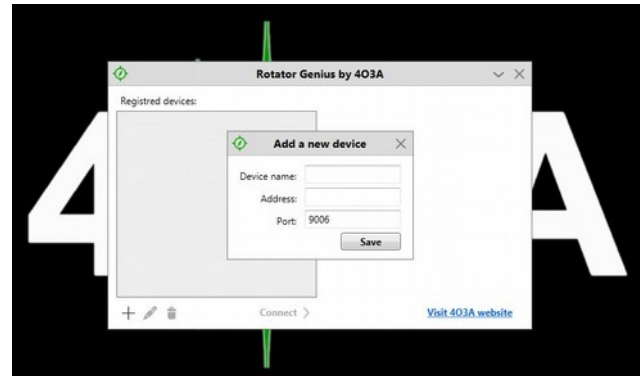 4 A
Rotator Genius by 4O3A
Registred devices:
Add a new device
Device name:
Address:
Port: 9006
Save
Connect
Visit 4O3A website